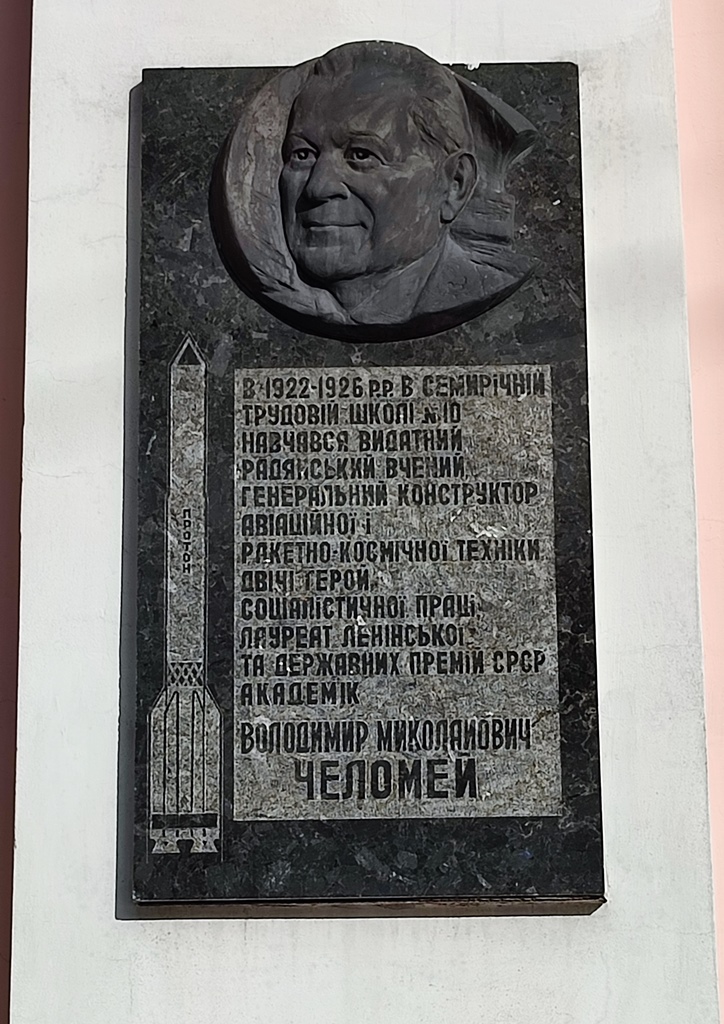 В 1922-1926 Р.Р. В СЕМИРІЧНІЙ
ТРУДОВІЙ ШКОЛІ №10
НАВЧАВСЯ ВИДАТНИЙ
РАДЯНСЬКИЙ ВЧЕНИЙ,
ГЕНЕРАЛЬНИЙ КОНСТРУКТОР
АВІАЦІЙНОЇ І
РАКЕТНО-КОСМІЧНОЇ ТЕХНІКИ,
ДВІЧІ ГЕРОЙ
СОЦІАЛІСТИЧНОЇ ПРАЦІ,
ЛАУРЕАТ ЛЕНІНСЬКОЇ
ТА ДЕРЖАВНИХ ПРЕМІЙ СРСР
АКАДЕМІК
ВОЛОДИМИР МИКОЛАЙОВИЧ
ЧЕЛОМЕЙ
ПРОТОН